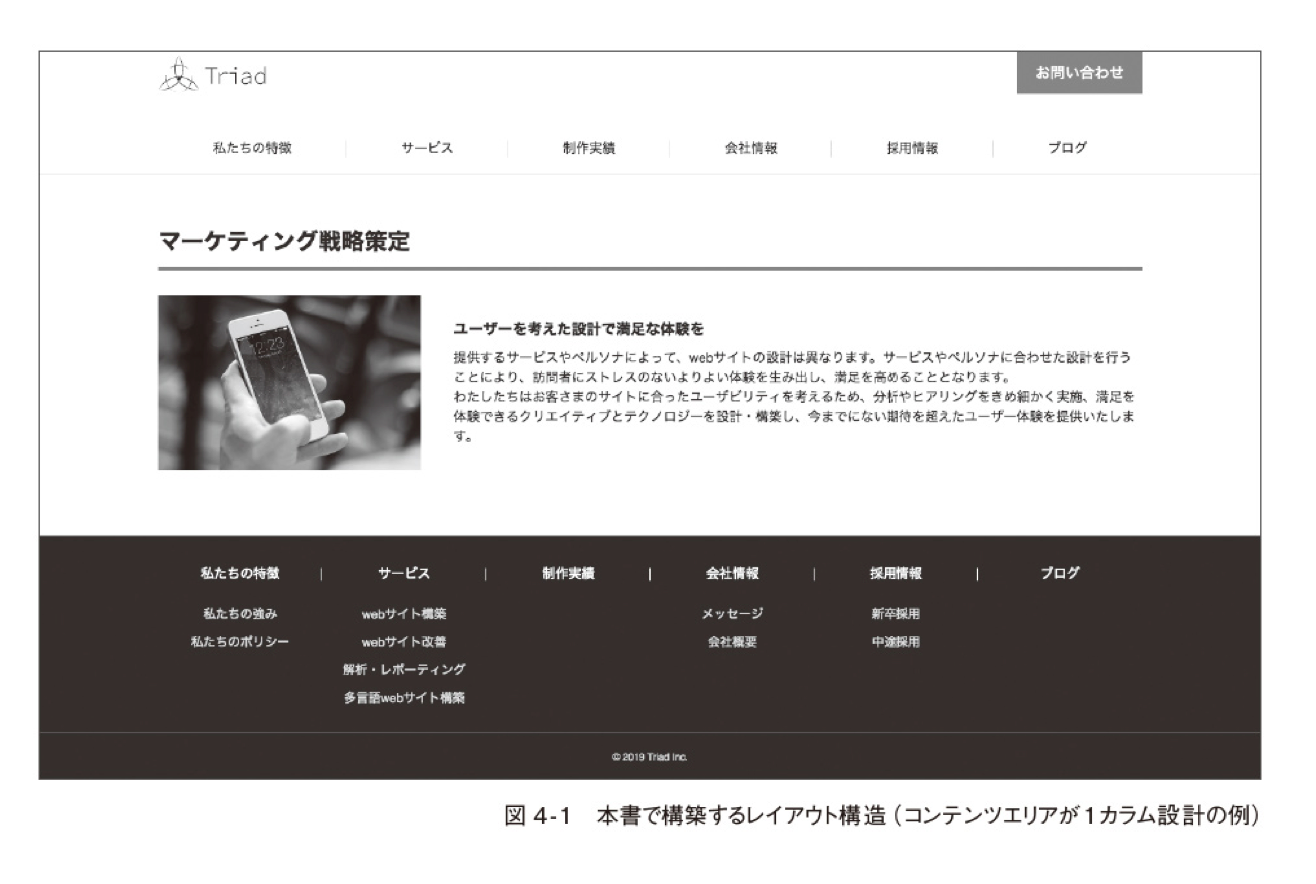 Triad
お問い合わせ
私たちの特徴
サービス
制作実績
会社情報
採用情報
ブログ
マーケティング戦略策定
12:23
ユーザーを考えた設計で満足な体験を
提供するサービスやペルソナによって、webサイトの設計は異なります。サービスやペルソナに合わせた設計を行う
ことにより、訪問者にストレスのないよりよい体験を生み出し、満足を高めることとなります。
わたしたちはお客さまのサイトに合ったユーザビリティを考えるため、分析やヒアリングをきめ細かく実施、満足を
体験できるクリエイティブとテクノロジーを設計・構築し、今までにない期待を超えたユーザー体験を提供いたしま
す。
私たちの特徴
サービス
制作実績
会社情報
採用情報
ブログ
私たちの強み
webサイト構築
メッセージ
新卒採用
私たちのポリシー
webサイト改善
会社概要
中途採用
解析・レポーティング
多言語webサイト構築
© 2019 Triad Inc.
図 4-1 本書で構築するレイアウト構造（コンテンツエリアが1カラム設計の例）